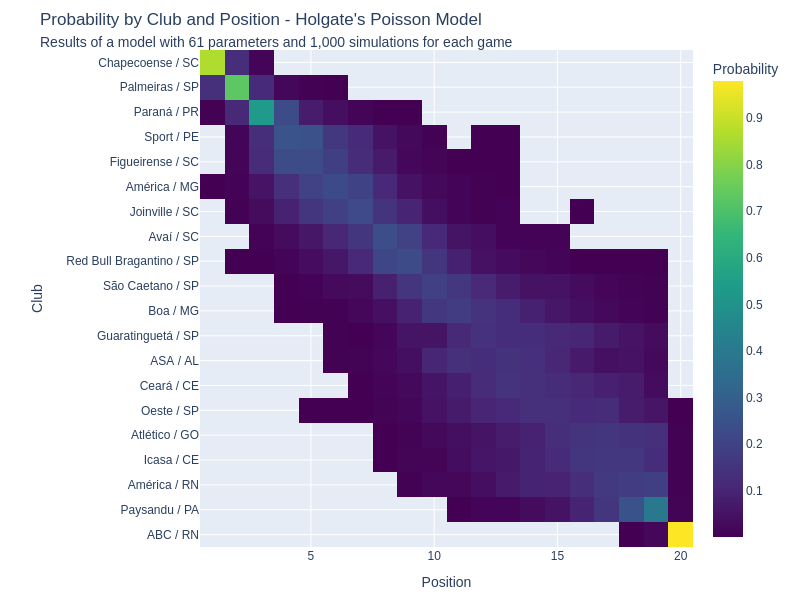 Probability by Club and Position - Holgate's Poisson Model
Results of a model with 61 parameters and 1,000 simulations for each game
Probability
Chapecoense / SC
Palmeiras / SP
Paraná / PR
Sport / PE
Figueirense / SC
América / MG
Joinville / SC
Avaí / SC
Red Bull Bragantino / SP
São Caetano / SP
Boa / MG
Guaratinguetá / SP
ASA / AL
Ceará / CE
Oeste / SP
Atlético / GO
Icasa / CE
América / RN
Paysandu / PA
ABC / RN
Club
5
10
15
20
Position
0.9
0.8
0.7
0.6
0.5
0.4
0.3
0.2
0.1